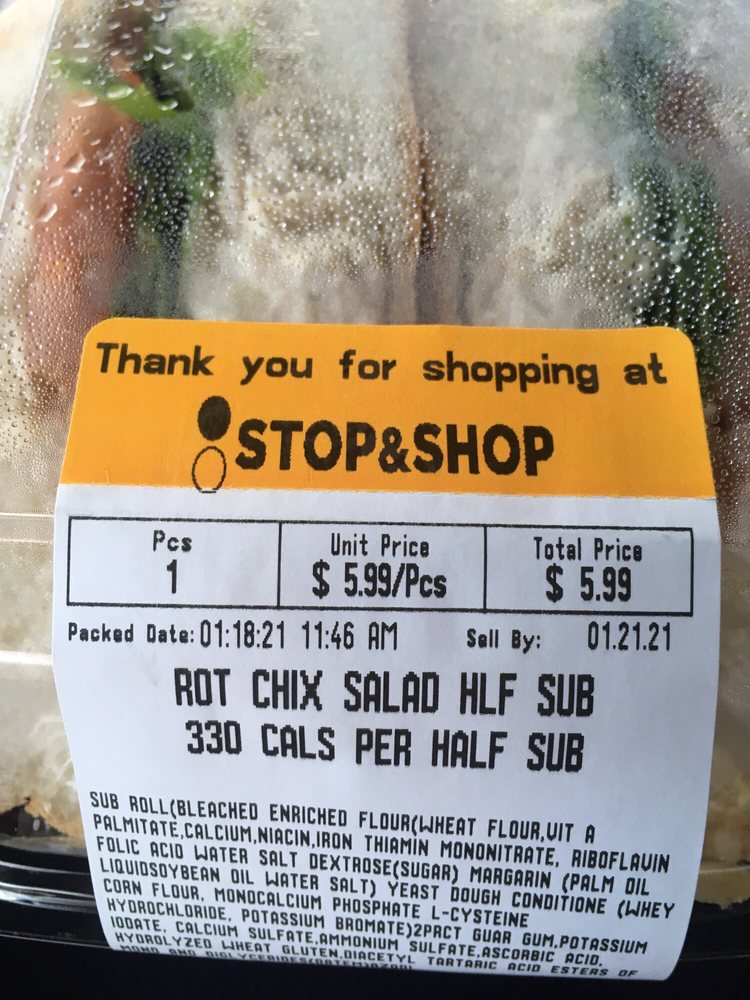 Thank you for shopping at
STOP&SHOP
Pcs Unit Price Total Price
1 $ 5.99/Pcs $ 5.99
Packed Date: 01:18:21 11:46 AM Sell By: 01.21.21
ROT CHIX SALAD HLF SUB
330 CALS PER HALF SUB
SUB ROLL(BLEACHED ENRICHED FLOUR(WHEAT FLOUR,VIT A
PALMITATE,CALCIUM,NIACIN,IRON THIAMIN MONONITRATE, RIBOFLAVIN
FOLIC ACID WATER SALT DEXTROSE(SUGAR) MARGARIN (PALM OIL
LIQUIDSOYBEAN OIL WATER SALT) YEAST DOUGH CONDITIONE (WHEY
CORN FLOUR, MONOCALCIUM PHOSPHATE L-CYSTEINE
HYDROCHLORIDE, POTASSIUM BROMATE)2PRCT GUAR GUM,POTASSIUM
IODATE, CALCIUM SULFATE,AMMONIUM SULFATE,ASCORBIC ACID,
HYDROLYZED WHEAT GLUTEN,DIACETYL TARTARIC ACID ESTERS OF
MONO AND DIGLYCERIDES(DATEM)